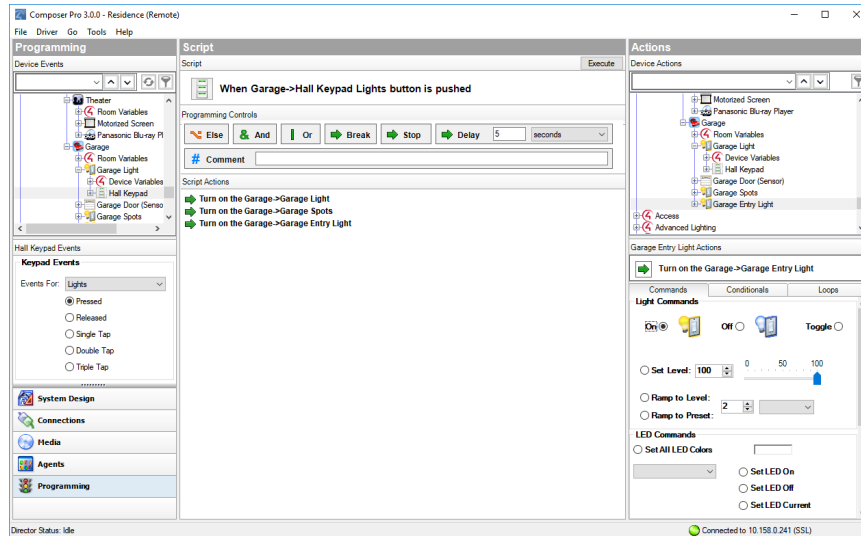 Composer Pro 3.0.0 - Residence (Remote)
File Driver Go Tools Help
Programming
Device Events
Theater
Room Variables
Motorized Screen
Panasonic Blu-ray Pl
Garage
Room Variables
Garage Light
Device Variables
Hall Keypad
Garage Door (Senso
Garage Spots
Hall Keypad Events
Keypad Events
Events For: Lights
Pressed
Released
Single Tap
Double Tap
Triple Tap
System Design
Connections
Media
Agents
Programming
Script
Script
Execute
When Garage->Hall Keypad Lights button is pushed
Programming Controls
Else & And Or Break Stop Delay 5 seconds
# Comment
Script Actions
Turn on the Garage->Garage Light
Turn on the Garage->Garage Spots
Turn on the Garage->Garage Entry Light
Actions
Device Actions
Motorized Screen
Panasonic Blu-ray Player
Garage
Room Variables
Garage Light
Device Variables
Hall Keypad
Garage Door (Sensor)
Garage Spots
Garage Entry Light
Access
Advanced Lighting
Garage Entry Light Actions
Turn on the Garage->Garage Entry Light
Commands Conditionals Loops
Light Commands
On Off Toggle
0 50 100
Set Level: 100
Ramp to Level:
2
Ramp to Preset:
LED Commands
Set All LED Colors
Set LED On
Set LED Off
Set LED Current
Director Status: Idle
Connected to 10.158.0.241 (SSL)